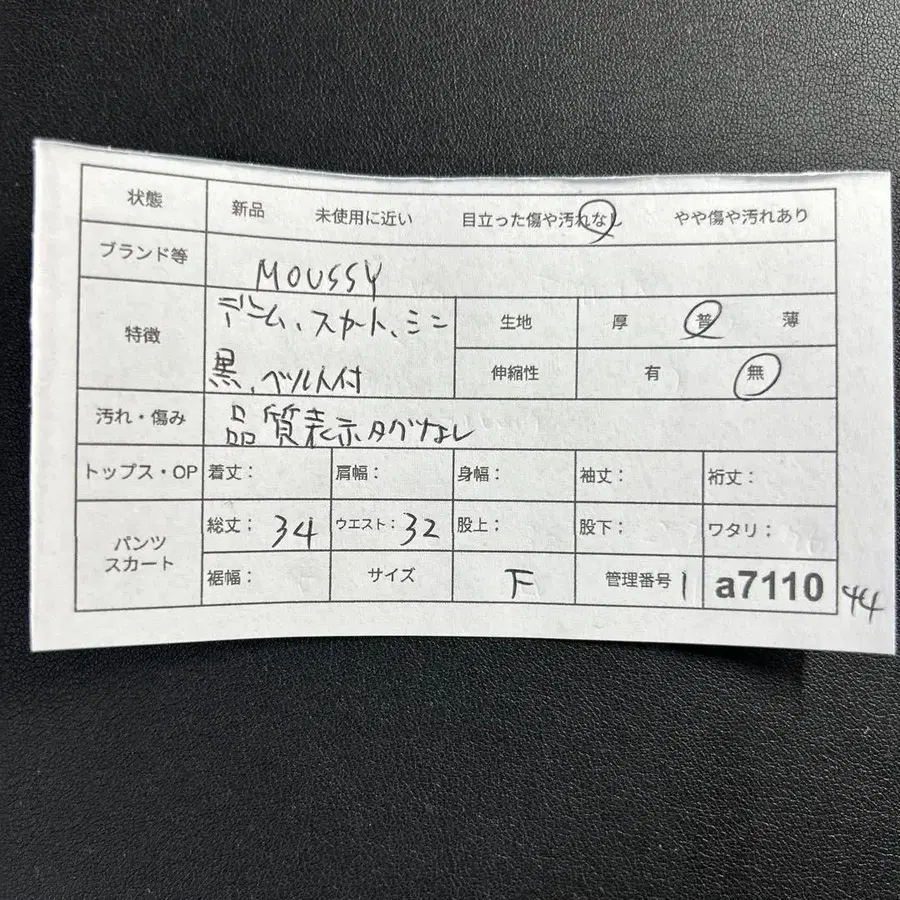 状態 新品 未使用に近い 目立った傷や汚れなし やや傷や汚れあり
ブランド等 MOUSSY
特徴 デニム、スカート、ミニ
黒、ベルト付
生地 厚 普 薄
伸縮性 有 無
汚れ・傷み 品質表示タグなし
トップス・OP 着丈: 肩幅: 身幅: 袖丈: 裄丈:
パンツ
スカート
総丈: 34 ウエスト: 32 股上: 股下: ワタリ:
裾幅: サイズ F 管理番号 1 a7110 44